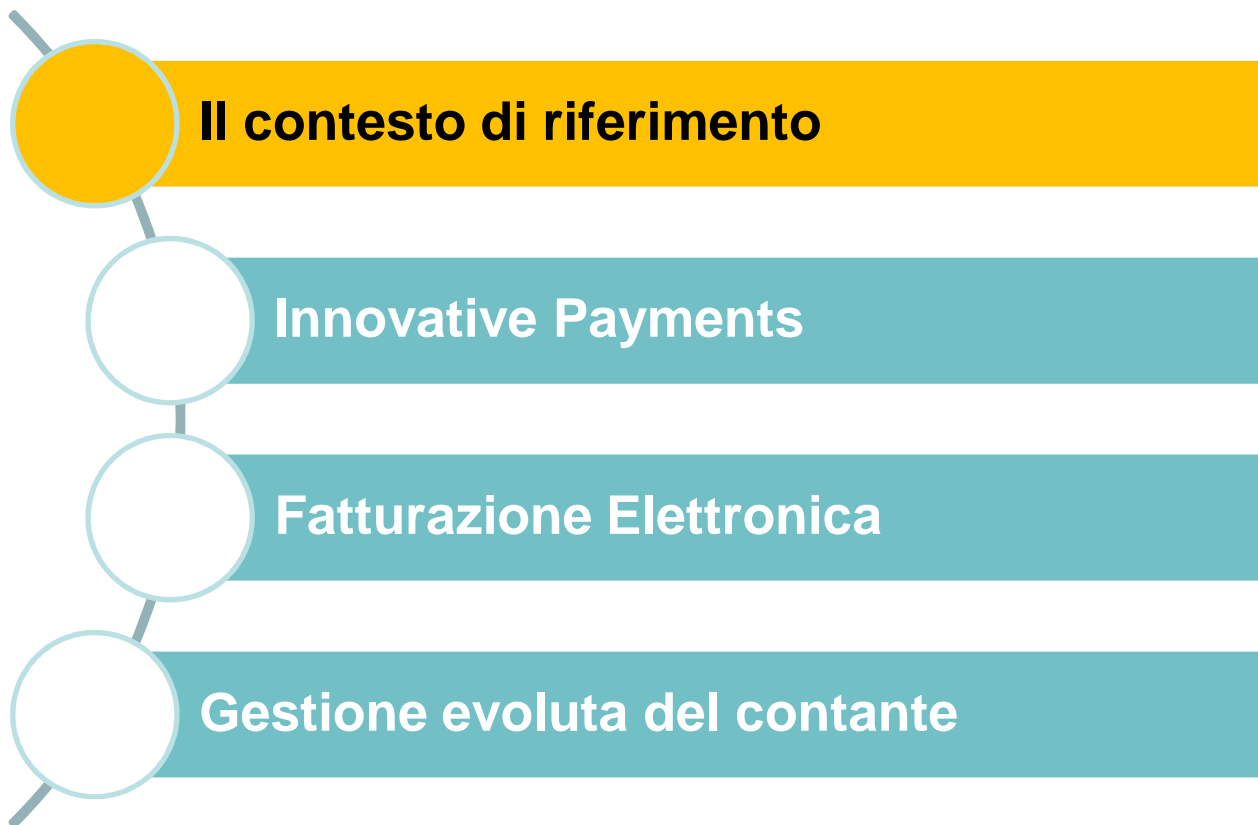 Il contesto di riferimento
Innovative Payments
Fatturazione Elettronica
Gestione evoluta del contante